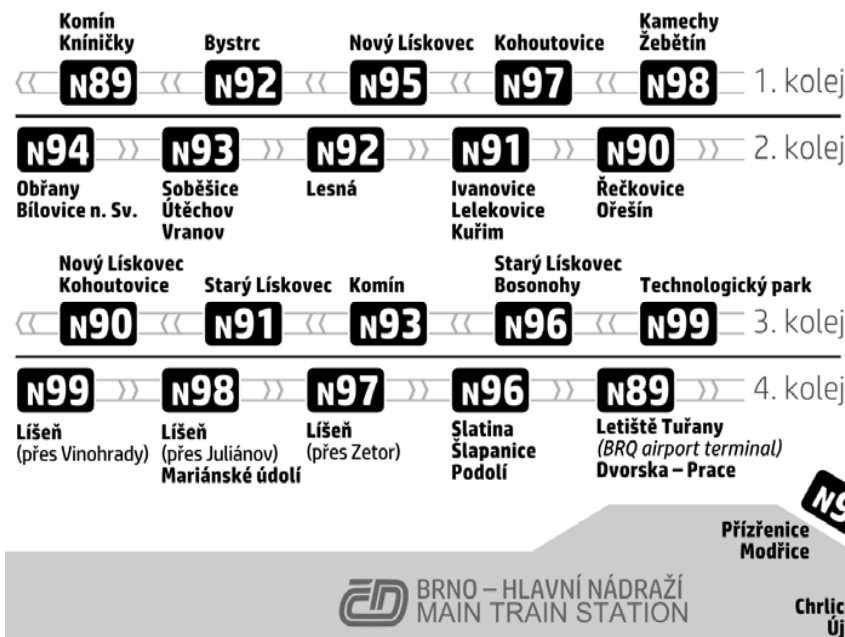 Komín
Kníničky
Bystrc
Nový Lískovec
Kohoutovice
Kamechy
Žebětín
N89
N92
N95
N97
N98
1. kolej
N94
N93
N92
N91
N90
2. kolej
Obřany
Bílovice n. Sv.
Soběšice
Útěchov
Vranov
Lesná
Ivanovice
Lelekovice
Kuřim
Řečkovice
Ořešín
Nový Lískovec
Kohoutovice
Starý Lískovec
Komín
Starý Lískovec
Bosonohy
Technologický park
N90
N91
N93
N96
N99
3. kolej
N99
N98
N97
N96
N89
4. kolej
Líšeň
(přes Vinohrady)
Líšeň
(přes Juliánov)
Mariánské údolí
Líšeň
(přes Zetor)
Slatina
Šlapanice
Podolí
Letiště Tuřany
(BRQ airport terminal)
Dvorska – Prace
Přízřenice
Modřice
ČD
BRNO – HLAVNÍ NÁDRAŽÍ
MAIN TRAIN STATION